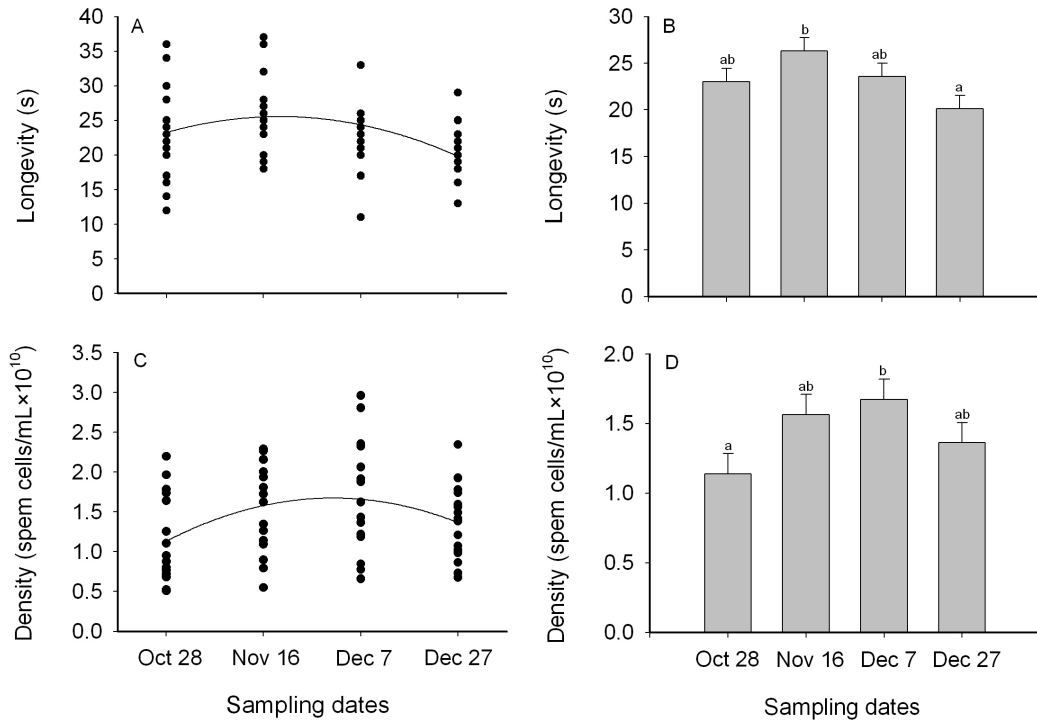 A
Longevity (s)
40
35
30
25
20
15
10
5
0
B
Longevity (s)
30
25
20
15
10
5
0
ab
b
ab
a
C
Density (spem cells/mL×10¹⁰)
3.5
3.0
2.5
2.0
1.5
1.0
0.5
0.0
Oct 28 Nov 16 Dec 7 Dec 27
Sampling dates
D
Density (spem cells/mL×10¹⁰)
2.0
1.5
1.0
0.5
0.0
a
ab
b
ab
Oct 28 Nov 16 Dec 7 Dec 27
Sampling dates